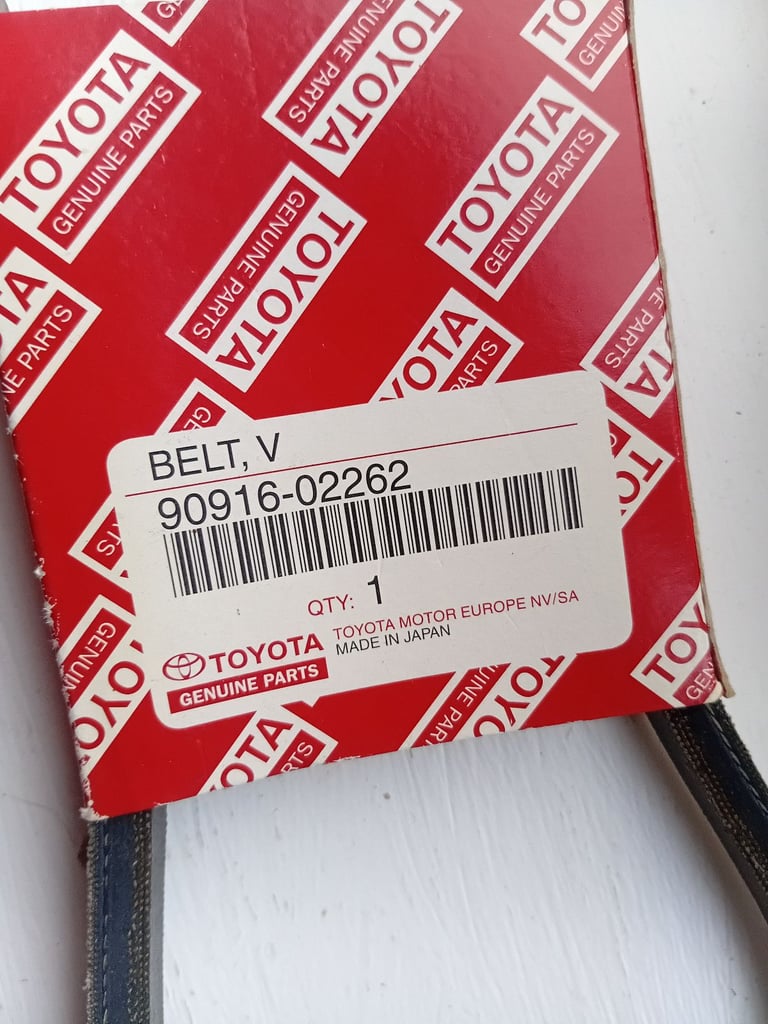 TOYOTA
GENUINE PARTS
GENUINE PARTS
TOYOTA
TOYOTA
GENUINE PARTS
GENUINE PARTS
TOYOTA
BELT, V
90916-02262
QTY: 1
TOYOTA MOTOR EUROPE NV/SA
MADE IN JAPAN
TOYOTA
GENUINE PARTS